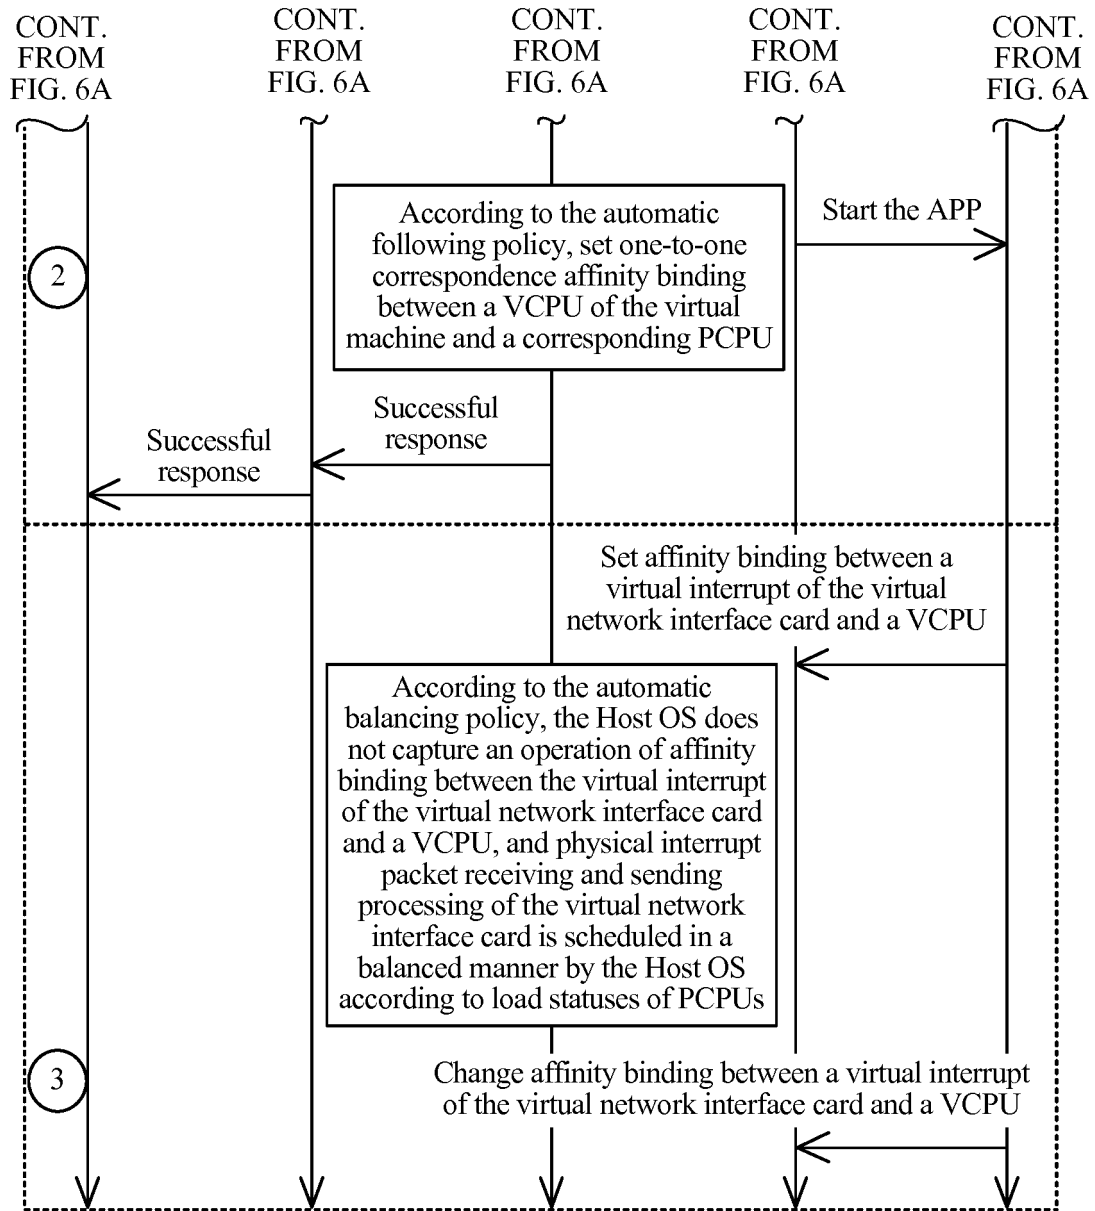 CONT.
FROM
FIG. 6A
CONT.
FROM
FIG. 6A
CONT.
FROM
FIG. 6A
CONT.
FROM
FIG. 6A
CONT.
FROM
FIG. 6A
According to the automatic
following policy, set one-to-one
correspondence affinity binding
between a VCPU of the virtual
machine and a corresponding PCPU
Start the APP
2
Successful
response
Successful
response
Set affinity binding between a
virtual interrupt of the virtual
network interface card and a VCPU
According to the automatic
balancing policy, the Host OS does
not capture an operation of affinity
binding between the virtual interrupt
of the virtual network interface card
and a VCPU, and physical interrupt
packet receiving and sending
processing of the virtual network
interface card is scheduled in a
balanced manner by the Host OS
according to load statuses of PCPUs
3
Change affinity binding between a virtual interrupt
of the virtual network interface card and a VCPU